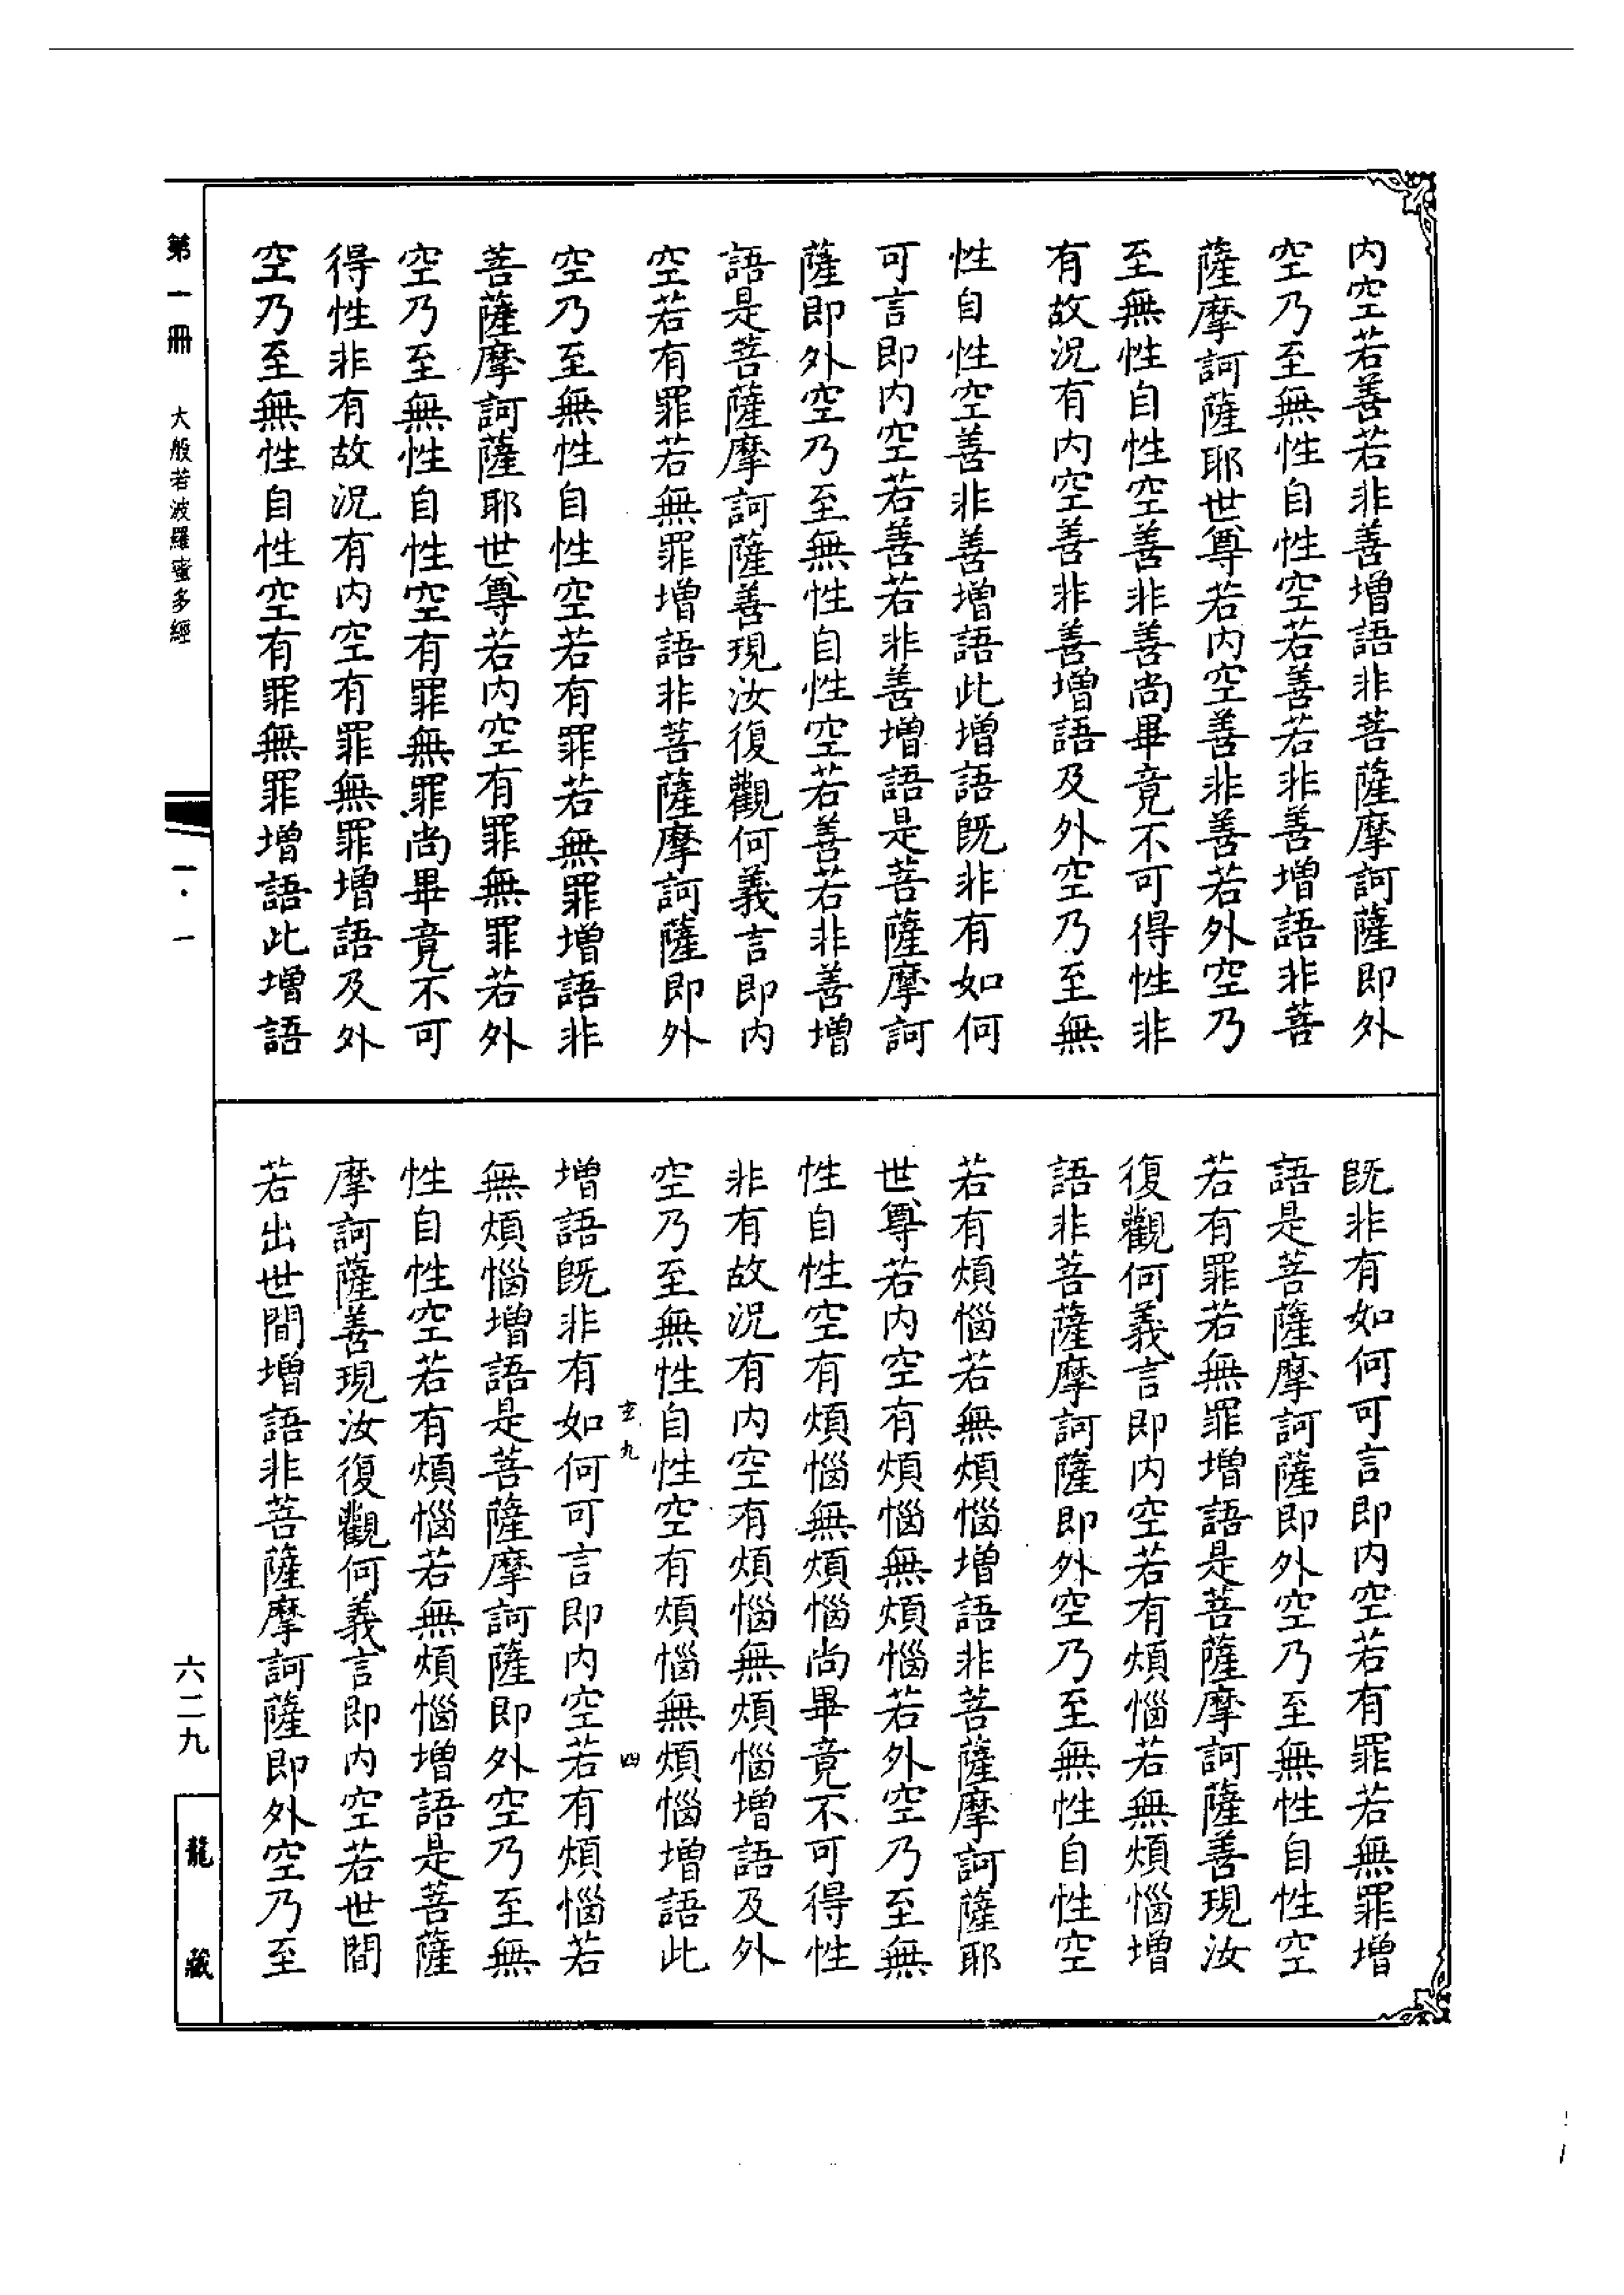 内空若善若非善增語非菩薩摩訶薩即外
空乃至無性自性空若善若非善增語非菩
薩摩訶薩耶世尊若内空善非善若外空乃
至無性自性空善非善尚畢竟不可得性非
有故況有内空善非善增語及外空乃至無
性自性空善非善增語此增語既非有如何
可言即内空若善若非善增語是菩薩摩訶
薩即外空乃至無性自性空若善若非善增
語是菩薩摩訶薩善現汝復觀何義言即内
空若有罪若無罪增語非菩薩摩訶薩即外
空乃至無性自性空若有罪若無罪增語非
菩薩摩訶薩耶世尊若内空有罪無罪若外
空乃至無性自性空有罪無罪尚畢竟不可
得性非有故況有内空有罪無罪增語及外
空乃至無性自性空有罪無罪增語此增語
既非有如何可言即内空若有罪若無罪增
語是菩薩摩訶薩即外空乃至無性自性空
若有罪若無罪增語是菩薩摩訶薩善現汝
復觀何義言即内空若有煩惱若無煩惱增
語非菩薩摩訶薩即外空乃至無性自性空
若有煩惱若無煩惱增語非菩薩摩訶薩耶
世尊若内空有煩惱無煩惱若外空乃至無
性自性空有煩惱無煩惱尚畢竟不可得性
非有故況有内空有煩惱無煩惱增語及外
空乃至無性自性空有煩惱無煩惱增語此
玄九 四
增語既非有如何可言即内空若有煩惱若
無煩惱增語是菩薩摩訶薩即外空乃至無
性自性空若有煩惱若無煩惱增語是菩薩
摩訶薩善現汝復觀何義言即内空若世間
若出世間增語非菩薩摩訶薩即外空乃至
第一冊 大般若波羅蜜多經
一·一
六二九
龍藏